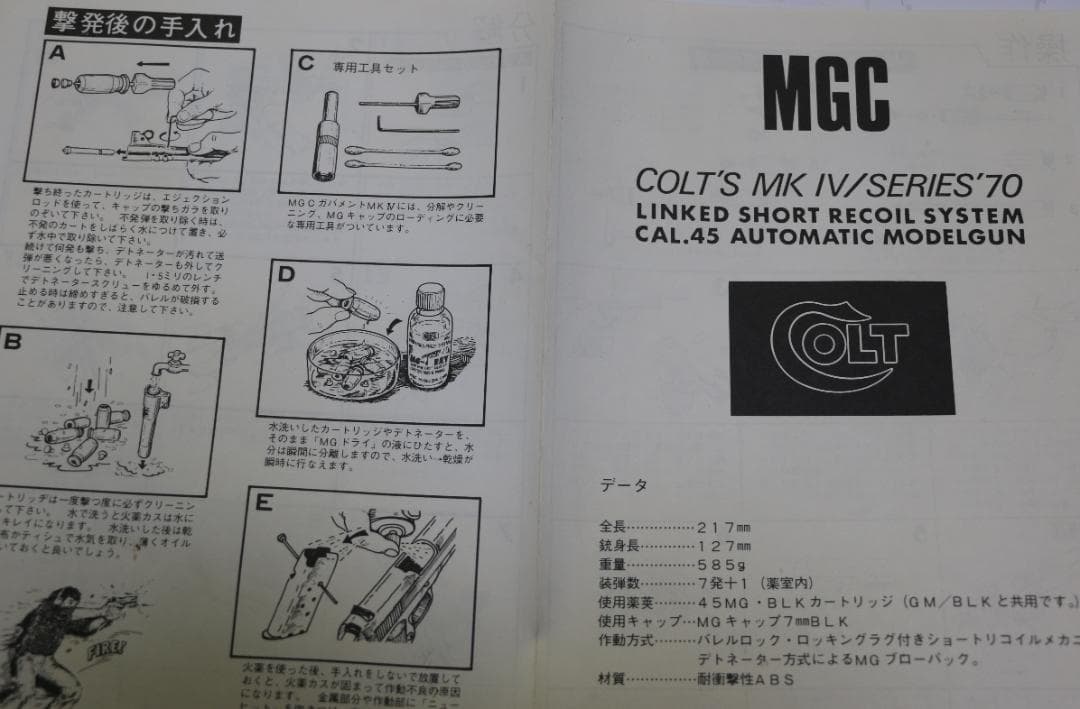 撃発後の手入れ
A
撃ち終ったカートリッジは、エジェクション
ロッドを使って、キャップの撃ちガラを取り
のぞいて下さい。 不発弾を取り除く時は、
不発のカートをしばらく水につけて置き、必
ず水中で取り除いて下さい。
続けて何発も撃ち、デトネーターが汚れて送
弾が悪くなったら、デトネーターも外してク
リーニングして下さい。 1・5ミリのレンチ
でデトネータースクリューをゆるめて外す。
止める時は締めすぎると、バレルが破損する
ことがありますので、注意して下さい。
B
ートリッヂは一度撃つ度に必ずクリーニン
して下さい。 水で洗うと火薬カスは水に
キレイになります。 水洗いした後は乾
布かティシュで水気を取り、薄くオイル
いておくと良いでしょう。
FIRE!
C 専用工具セット
MGCガバメントMKⅣには、分解やクリー
ニング、MGキャップのローディングに必要
な専用工具がついています。
D
水洗いしたカートリッジやデトネーターを、
そのまま「MGドライ」の液にひたすと、水
分は瞬間に分離しますので、水洗い→乾燥が
瞬時に行なえます。
E
火薬を使った後、手入れをしないで放置して
おくと、火薬カスが固まって作動不良の原因
になります。 金属部分や作動部に「ニュー
MGC
COLT'S MK IV/SERIES'70
LINKED SHORT RECOIL SYSTEM
CAL.45 AUTOMATIC MODELGUN
COLT
データ
全長……………217㎜
銃身長…………127㎜
重量……………585g
装弾数…………7発+1(薬室内)
使用薬莢………45MG・BLKカートリッジ(GM/BLKと共用です。)
使用キャップ…MGキャップ7㎜BLK
作動方式………バレルロック・ロッキングラグ付きショートリコイルメカニ
デトネーター方式によるMGブローバック。
材質……………耐衝撃性ABS